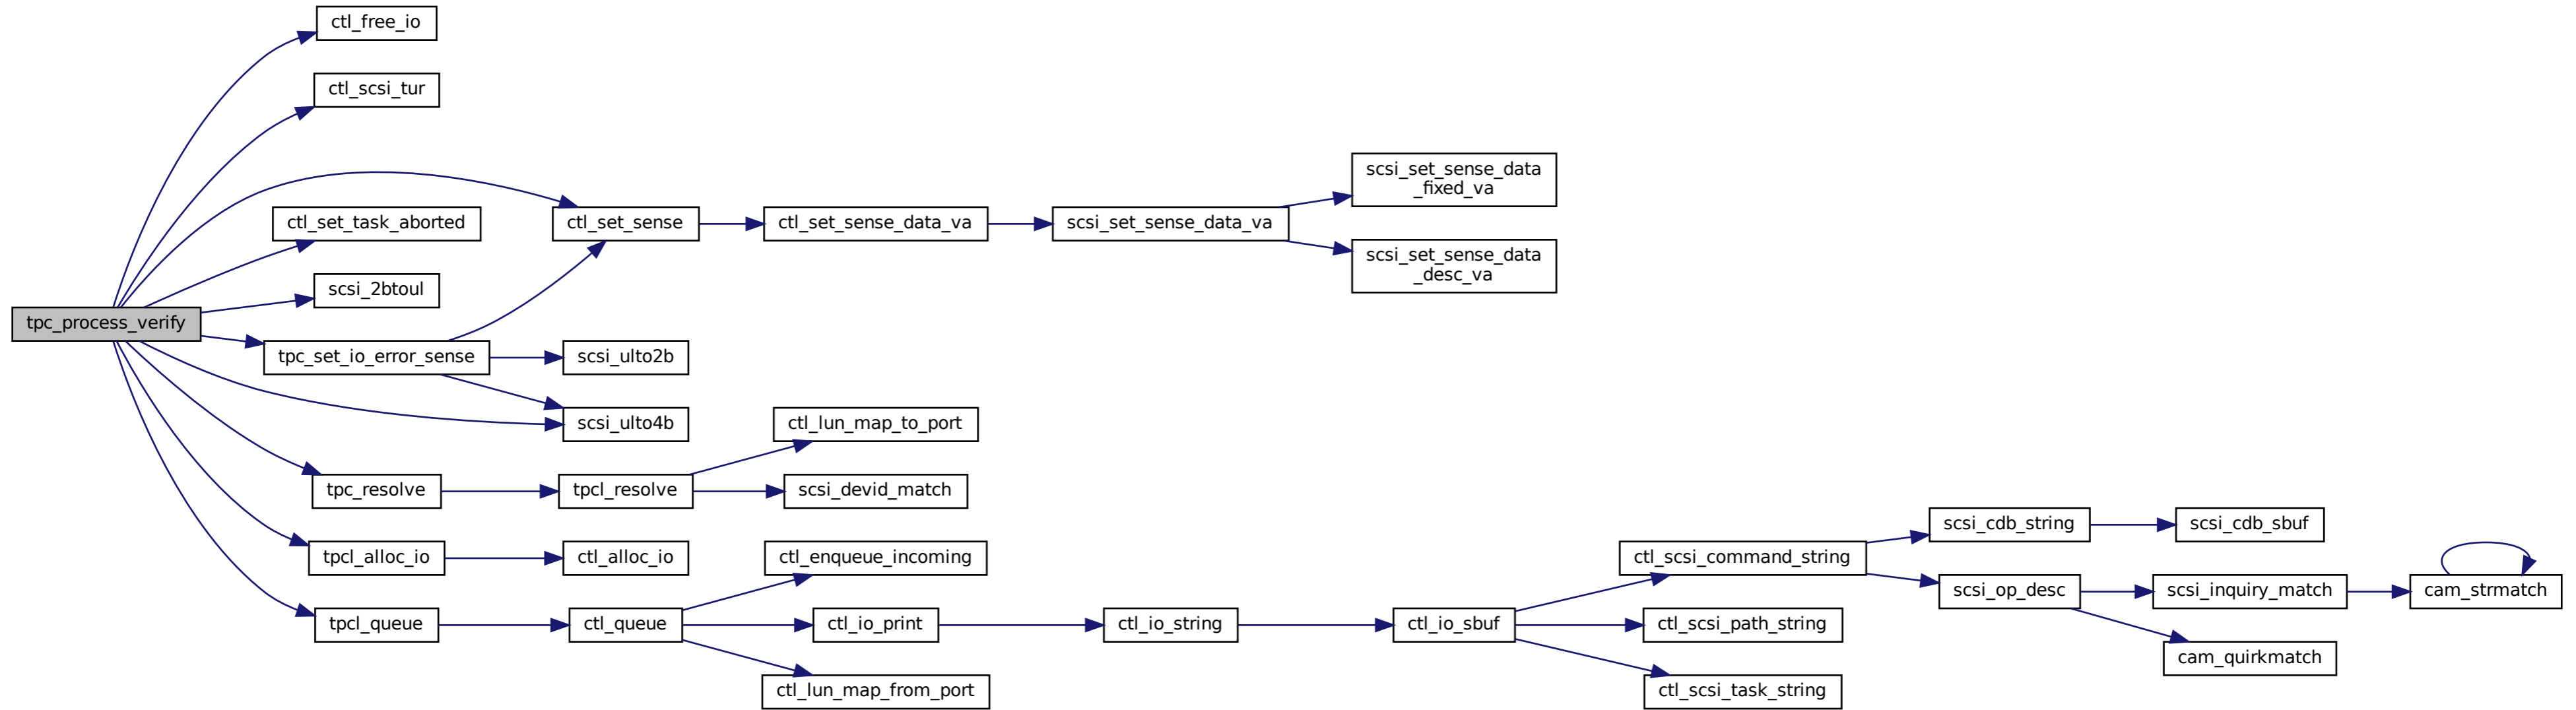 ctl_free_io
ctl_scsi_tur
scsi_set_sense_data
_fixed_va
ctl_set_task_aborted
ctl_set_sense
ctl_set_sense_data_va
scsi_set_sense_data_va
scsi_set_sense_data
_desc_va
scsi_2btoul
tpc_process_verify
tpc_set_io_error_sense
scsi_ulto2b
scsi_ulto4b
ctl_lun_map_to_port
tpc_resolve
tpcl_resolve
scsi_devid_match
scsi_cdb_string
scsi_cdb_sbuf
tpcl_alloc_io
ctl_alloc_io
ctl_enqueue_incoming
ctl_scsi_command_string
scsi_op_desc
scsi_inquiry_match
cam_strmatch
tpcl_queue
ctl_queue
ctl_io_print
ctl_io_string
ctl_io_sbuf
ctl_scsi_path_string
cam_quirkmatch
ctl_lun_map_from_port
ctl_scsi_task_string